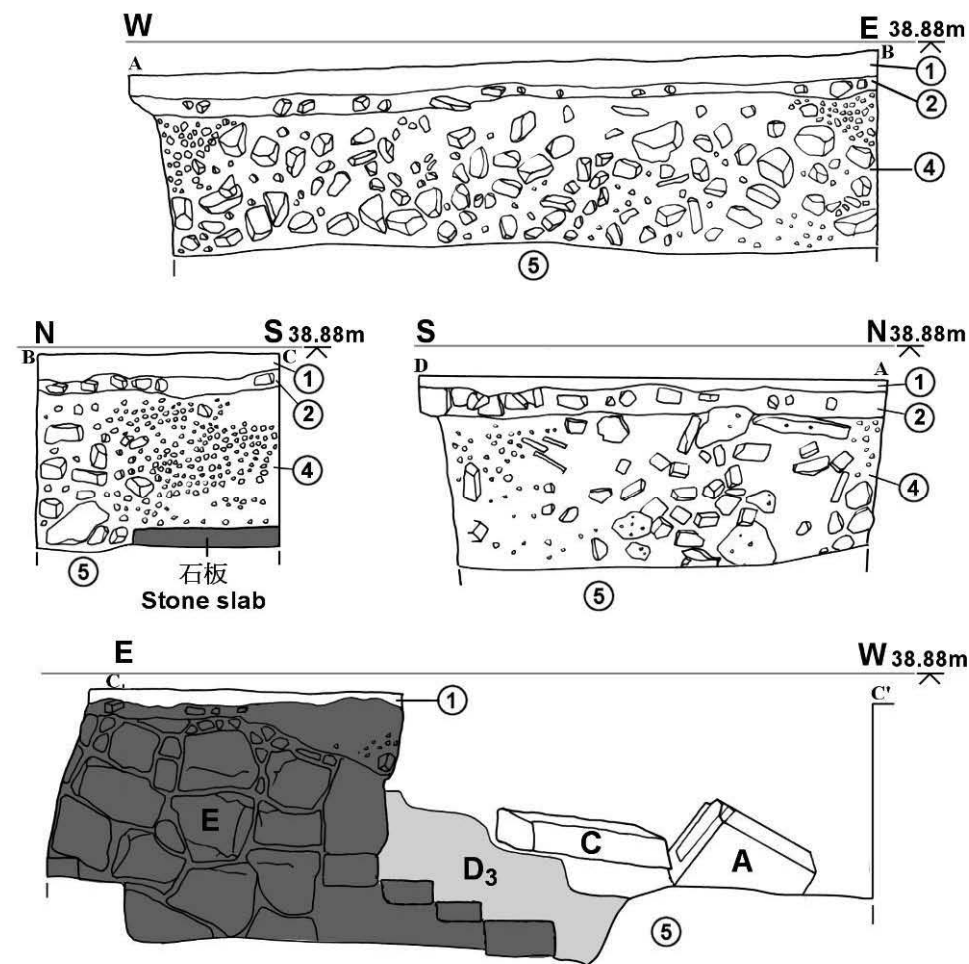 W E 38.88m
A B
①
②
④
⑤
N S 38.88m
B C
①
②
④
⑤
石板
Stone slab
S N 38.88m
D A
①
②
④
⑤
E W 38.88m
C, C'
①
E
D3
C
A
⑤